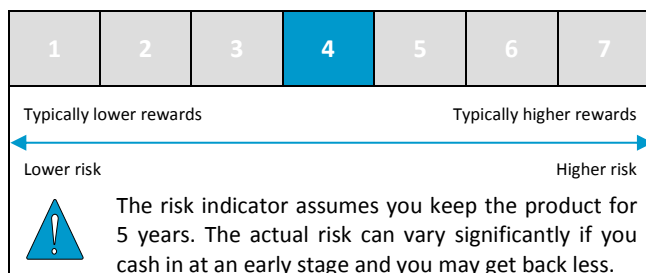 1 2 3 4 5 6 7
Typically lower rewards Typically higher rewards
Lower risk Higher risk
The risk indicator assumes you keep the product for
5 years. The actual risk can vary significantly if you
cash in at an early stage and you may get back less.